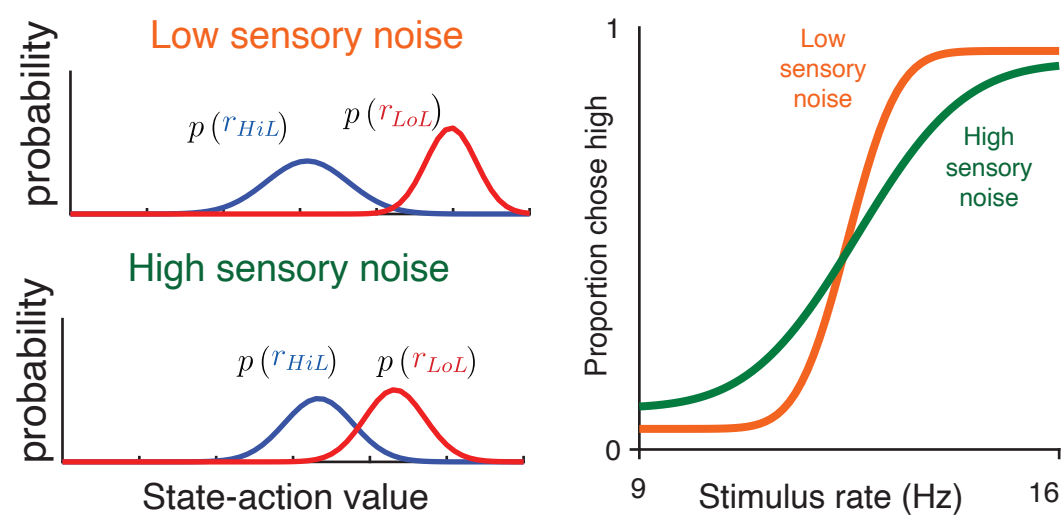 Low sensory noise
probability
p (r_HiL)
p (r_LoL)
High sensory noise
probability
p (r_HiL)
p (r_LoL)
State-action value
1
Low
sensory
noise
High
sensory
noise
Proportion chose high
0
9
Stimulus rate (Hz)
16